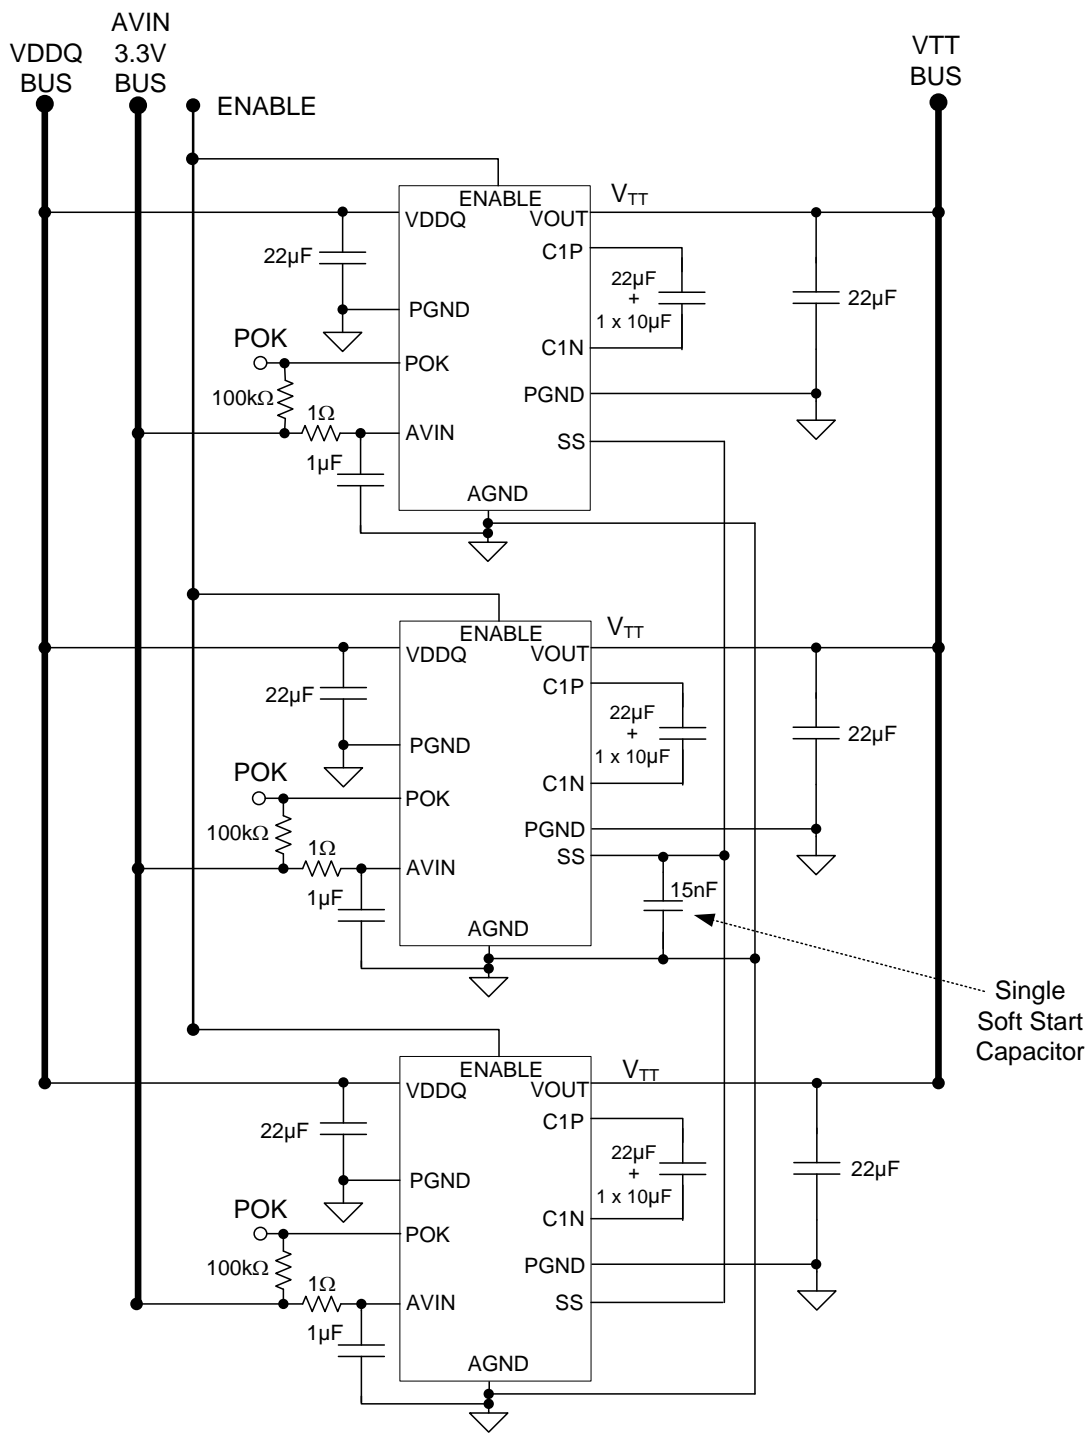 VDDQ
BUS
AVIN
3.3V
BUS
ENABLE
VTT
BUS
ENABLE
VDDQ
VOUT
VTT
22µF
C1P
22µF
+
1 x 10µF
22µF
PGND
C1N
POK
POK
100kΩ
PGND
1Ω
AVIN
SS
1µF
AGND
ENABLE
VDDQ
VOUT
VTT
22µF
C1P
22µF
+
1 x 10µF
22µF
PGND
C1N
POK
POK
100kΩ
PGND
1Ω
AVIN
SS
1µF
15nF
AGND
Single
Soft Start
Capacitor
ENABLE
VDDQ
VOUT
VTT
22µF
C1P
22µF
+
1 x 10µF
22µF
PGND
C1N
POK
POK
100kΩ
PGND
1Ω
AVIN
SS
1µF
AGND